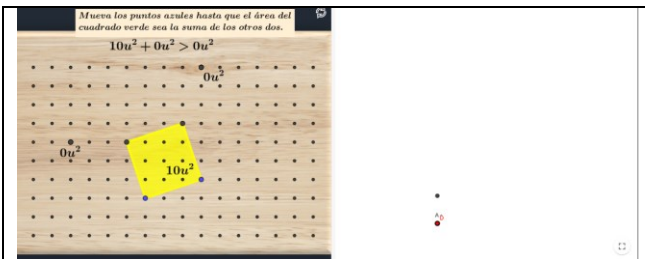 Mueva los puntos azules hasta que el área del
cuadrado verde sea la suma de los otros dos.
10u² + 0u² > 0u²
0u²
0u²
10u²
A